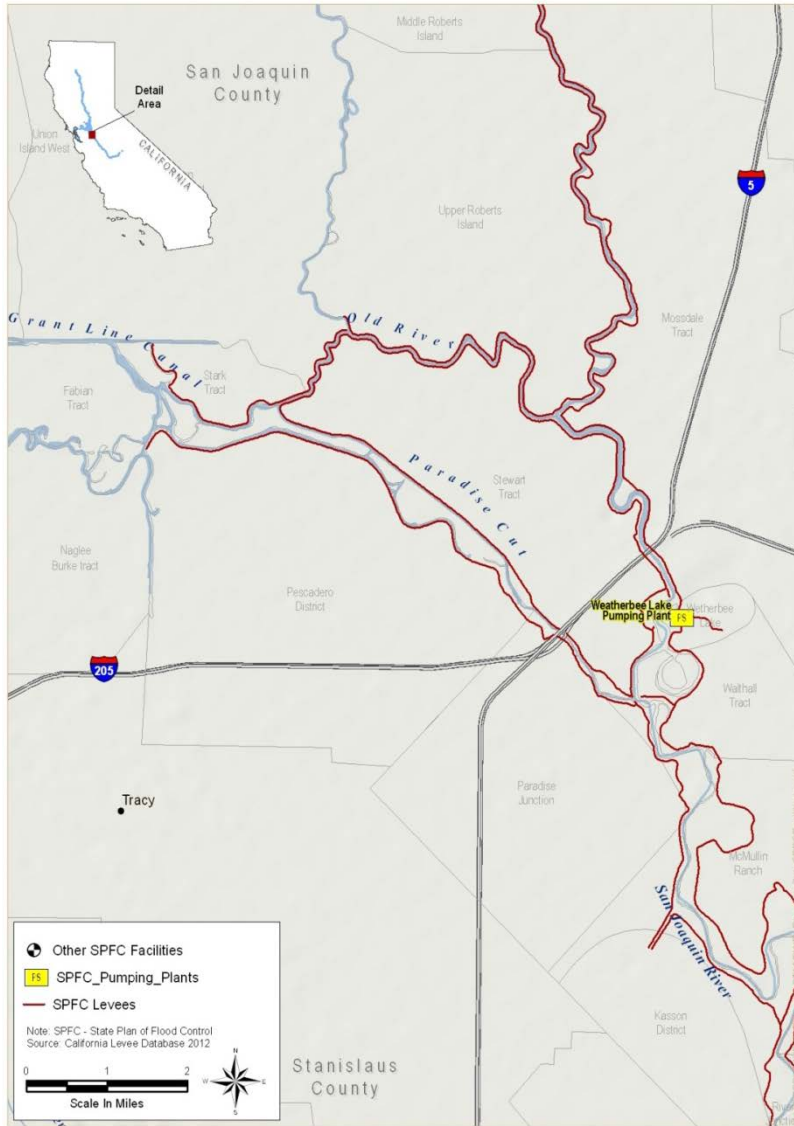 Middle Roberts
Island
San Joaquin
County
Detail
Area
Union
Island West
CALIFORNIA
5
Upper Roberts
Island
Grant Line Canal
Old River
Mossdale
Tract
Stark
Tract
Fabian
Tract
Paradise Cut
Stewart
Tract
Naglee
Burke Tract
Pescadero
District
Weatherbee Lake
Pumping Plant
PS
Wetherbee
Lake
205
Walthall
Tract
Tracy
Paradise
Junction
McMullin
Ranch
San Joaquin River
Other SPFC Facilities
PS
SPFC_Pumping_Plants
SPFC Levees
Note: SPFC - State Plan of Flood Control
Source: California Levee Database 2012
0 1 2
Scale In Miles
N
W E
S
Kasson
District
Stanislaus
County